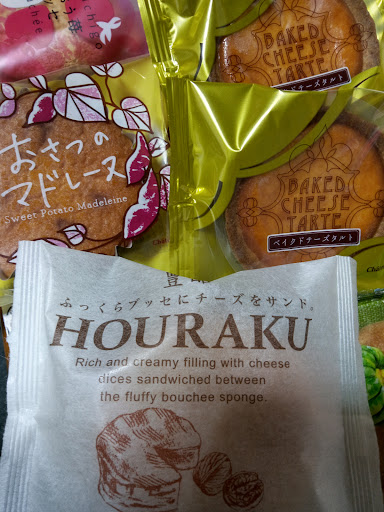 BAKED
CHEESE
TARTE
ベイクドチーズタルト
おさつの
マドレーヌ
Sweet Potato Madeleine
BAKED
CHEESE
TARTE
ベイクドチーズタルト
ふっくらブッセにチーズをサンド。
HOURAKU
Rich and creamy filling with cheese
dices sandwiched between
the fluffy bouchee sponge.